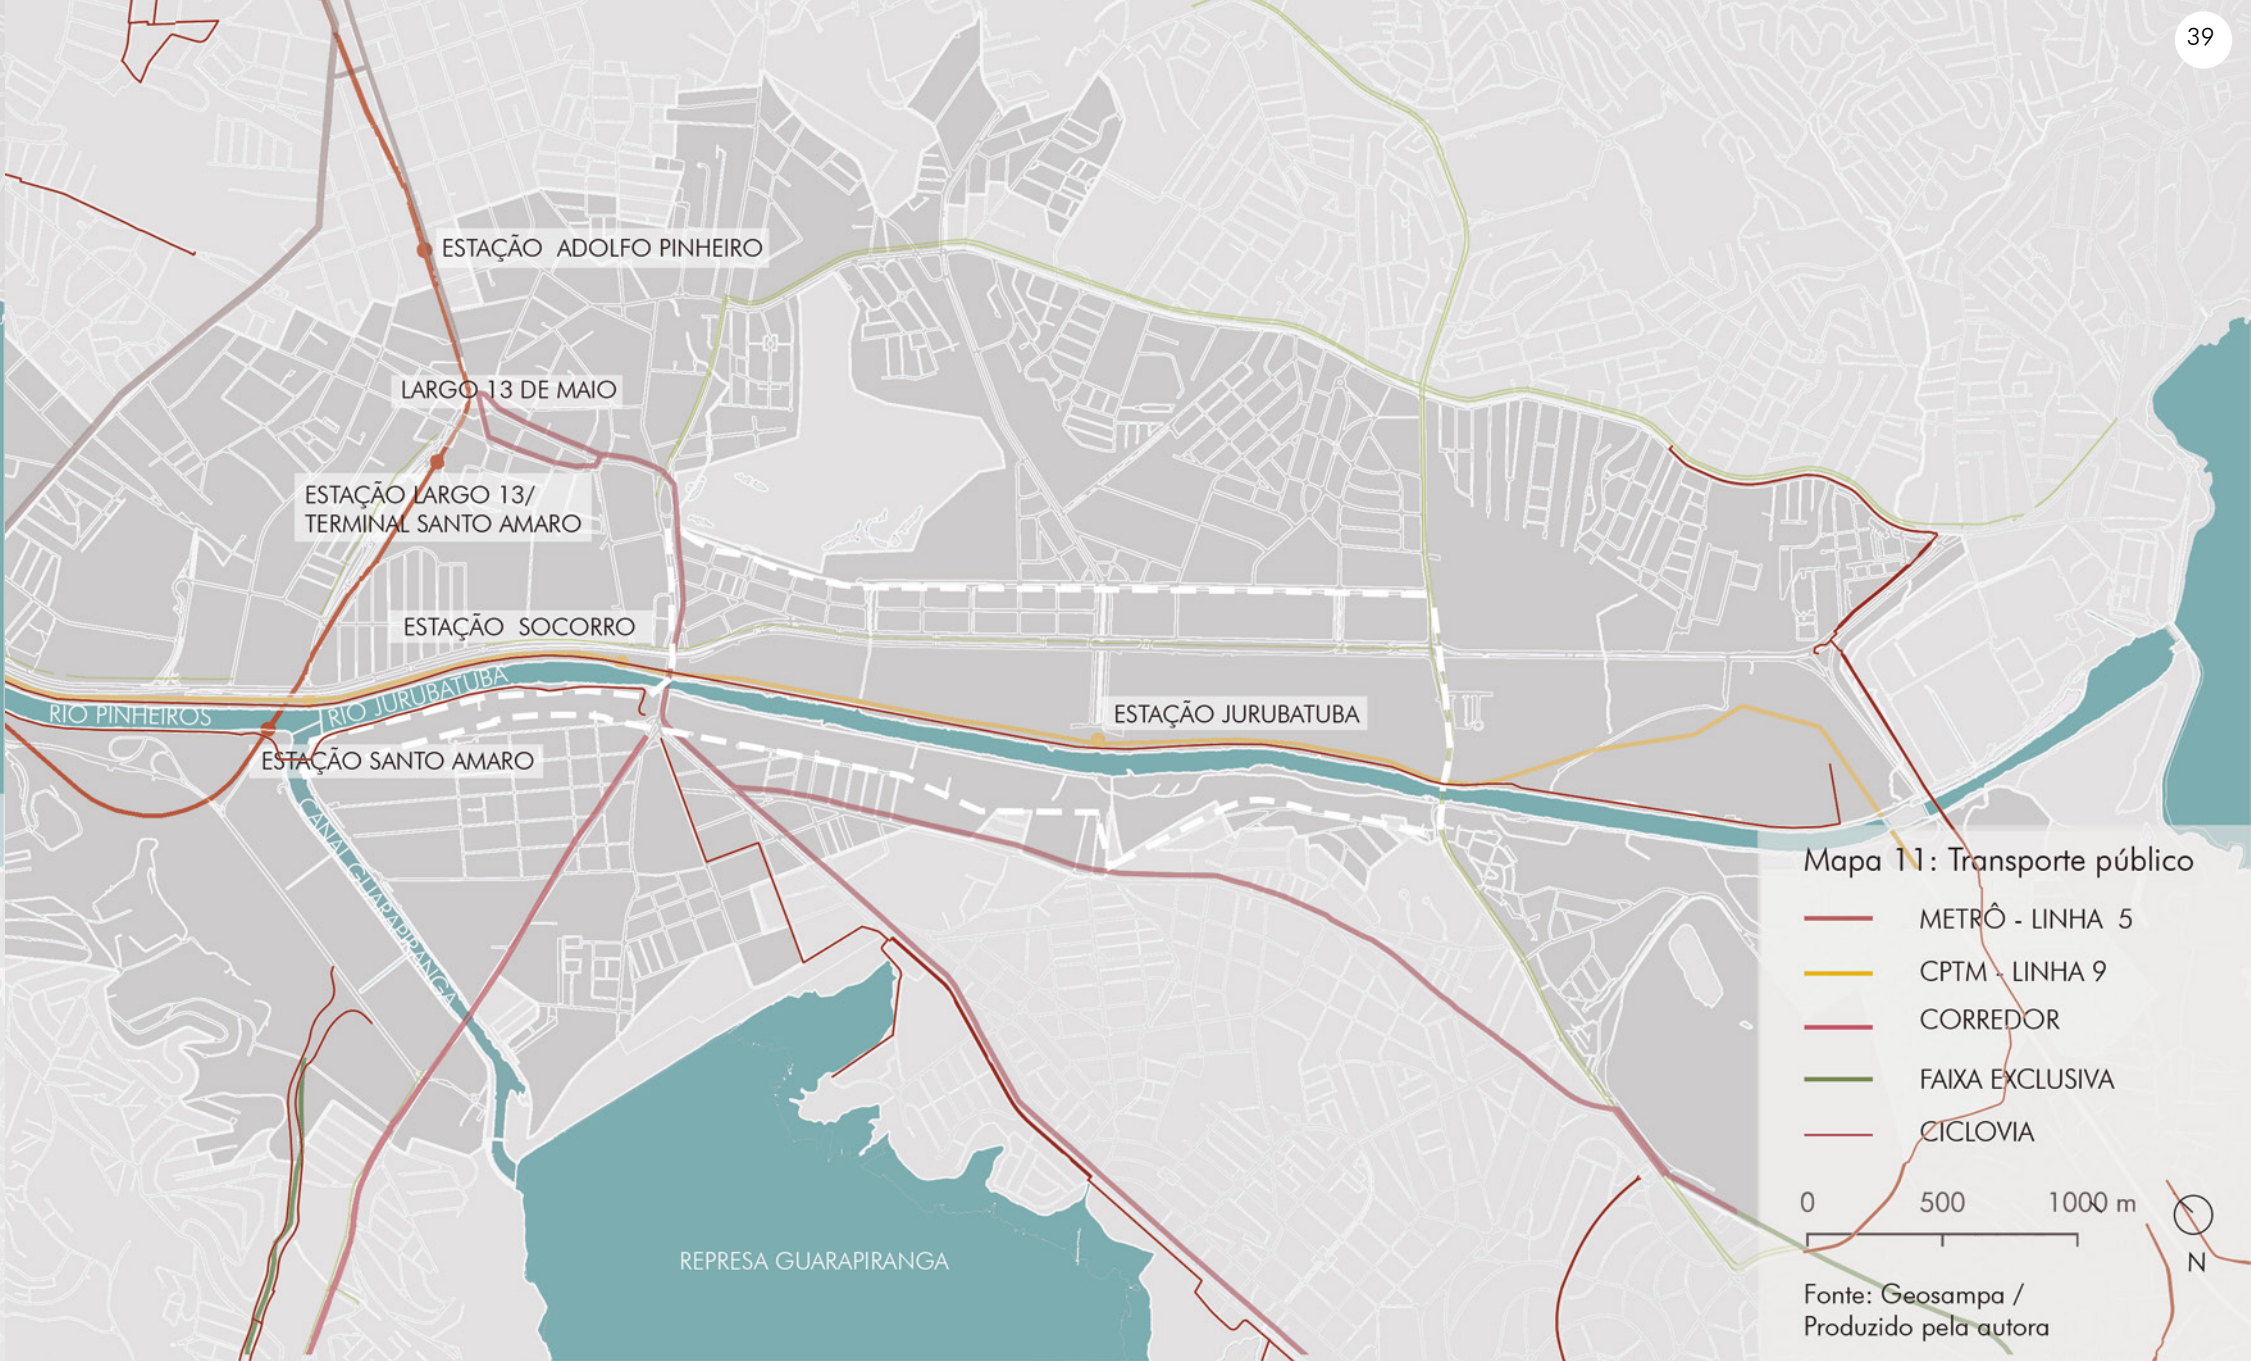 39
ESTAÇÃO ADOLFO PINHEIRO
LARGO 13 DE MAIO
ESTAÇÃO LARGO 13/
TERMINAL SANTO AMARO
ESTAÇÃO SOCORRO
RIO PINHEIROS
RIO JURUBATUBA
ESTAÇÃO JURUBATUBA
ESTAÇÃO SANTO AMARO
CANAL GUARAPIRANGA
REPRESA GUARAPIRANGA
Mapa 11: Transporte público
METRÔ - LINHA 5
CPTM - LINHA 9
CORREDOR
FAIXA EXCLUSIVA
CICLOVIA
0 500 1000 m
N
Fonte: Geosampa /
Produzido pela autora